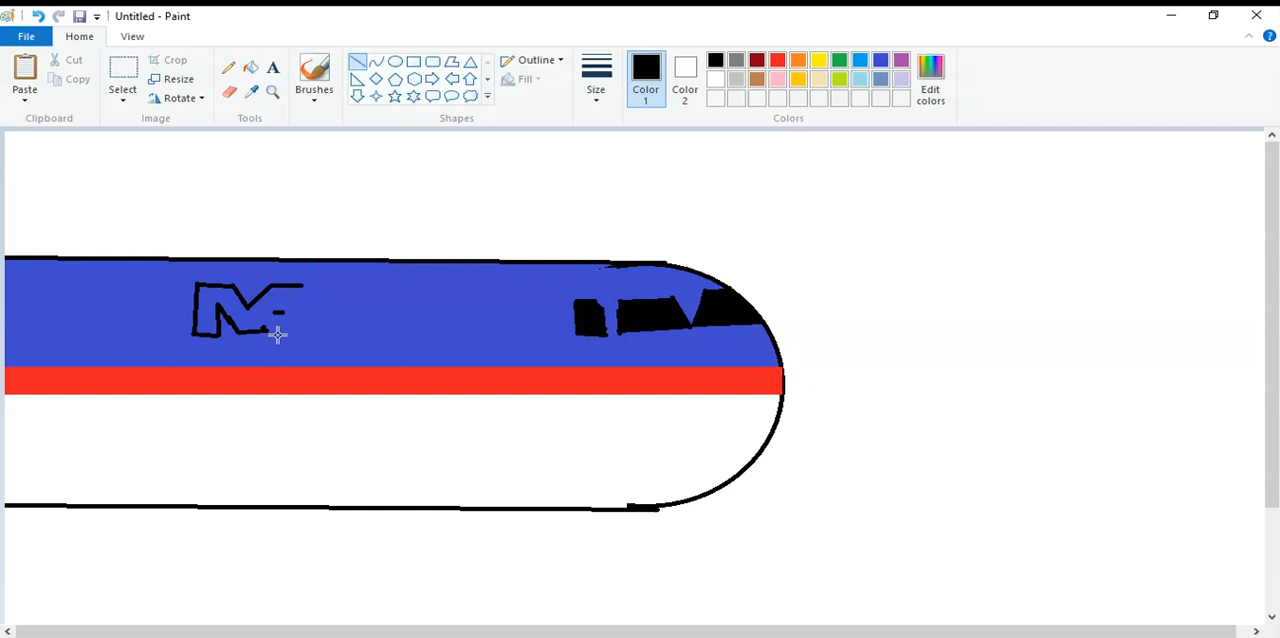 Untitled - Paint
File Home View
Paste Cut Copy Select Crop Resize Rotate Brushes Outline Fill Size Color 1 Color 2 Edit colors
Clipboard Image Tools Shapes Colors
M